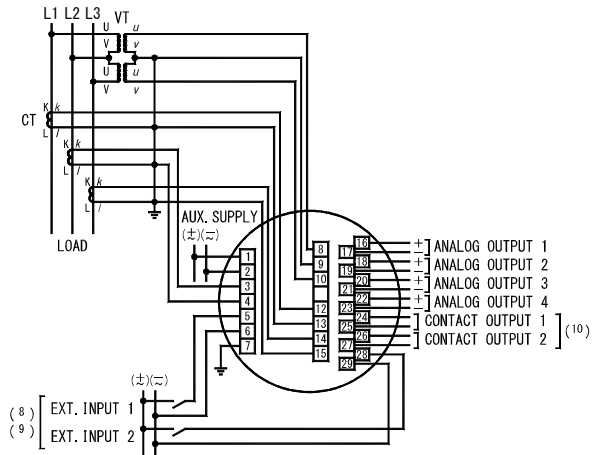 L1 L2 L3 VT
U u
V v
U u
V v
K k
CT
L l
K k
L l
K k
L l
LOAD
AUX. SUPPLY
(±)(∓)
1
2
3
4
5
6
7
8
9
10
12
13
14
15
16
17
18
19
20
21
22
23
24
25
26
27
28
29
+
− ANALOG OUTPUT 1
+
− ANALOG OUTPUT 2
+
− ANALOG OUTPUT 3
+
− ANALOG OUTPUT 4
CONTACT OUTPUT 1
CONTACT OUTPUT 2
(10)
(±)(∓)
(8) EXT. INPUT 1
(9) EXT. INPUT 2